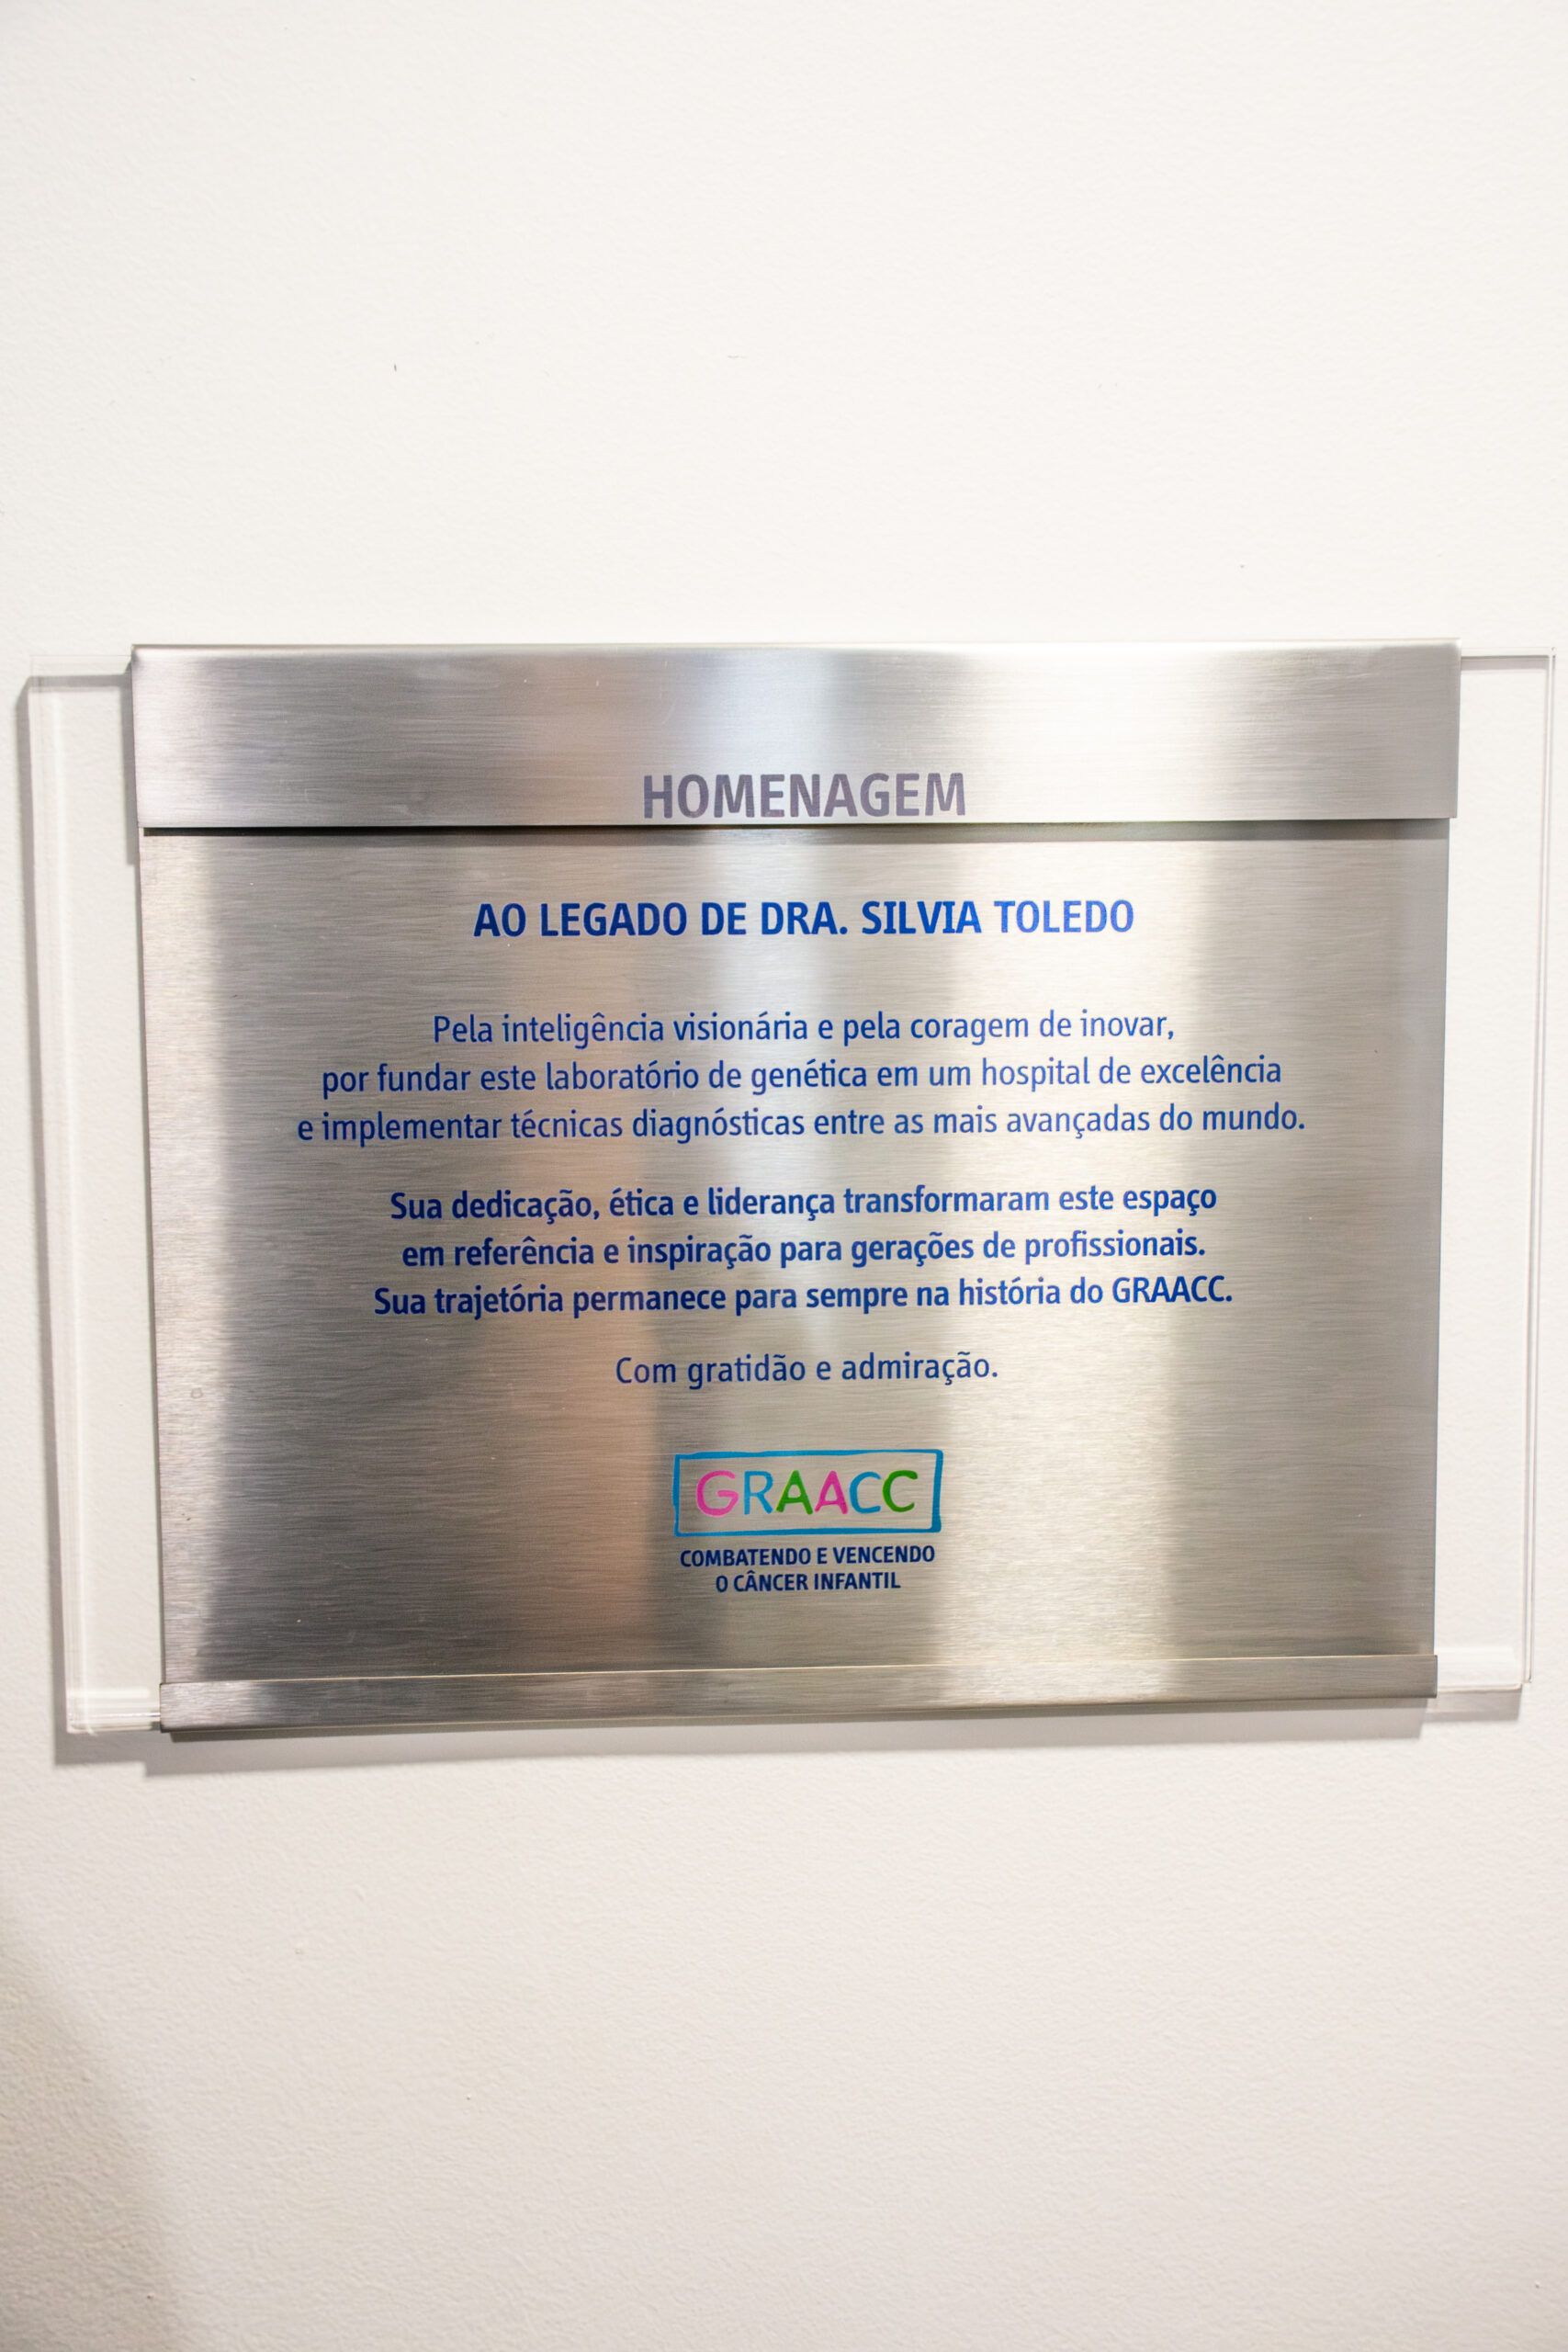 HOMENAGEM
AO LEGADO DE DRA. SILVIA TOLEDO
Pela inteligência visionária e pela coragem de inovar,
por fundar este laboratório de genética em um hospital de excelência
e implementar técnicas diagnósticas entre as mais avançadas do mundo.
Sua dedicação, ética e liderança transformaram este espaço
em referência e inspiração para gerações de profissionais.
Sua trajetória permanece para sempre na história do GRAACC.
Com gratidão e admiração.
GRAACC
COMBATENDO E VENCENDO
O CÂNCER INFANTIL